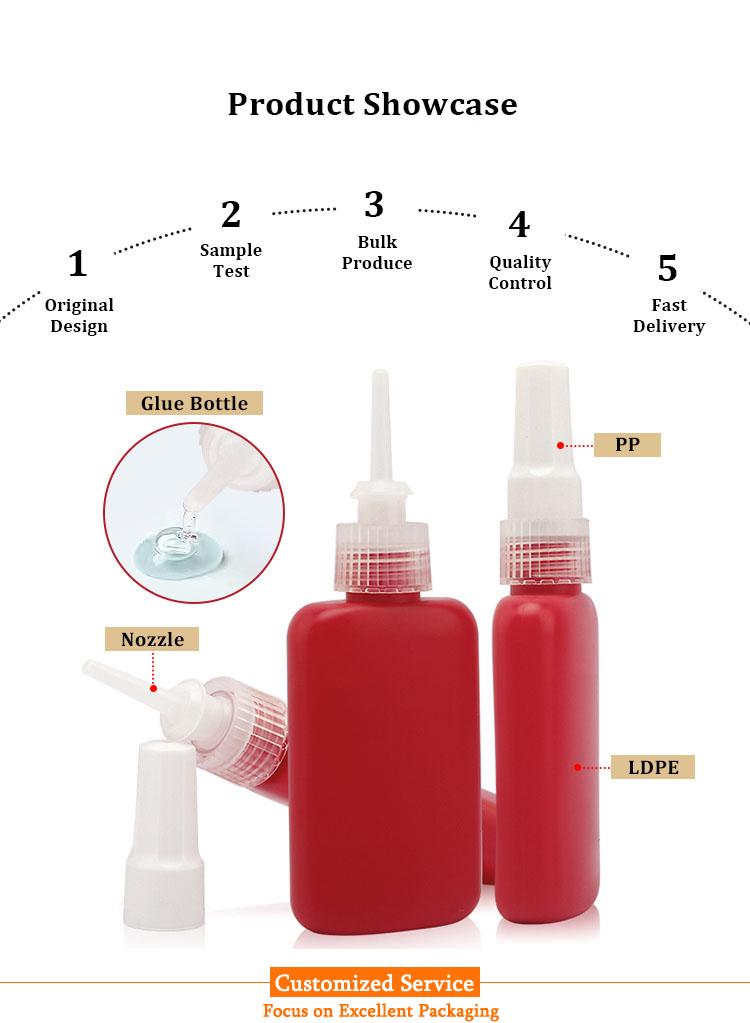 Product Showcase
1
Original
Design
2
Sample
Test
3
Bulk
Produce
4
Quality
Control
5
Fast
Delivery
Glue Bottle
PP
Nozzle
LDPE
Customized Service
Focus on Excellent Packaging